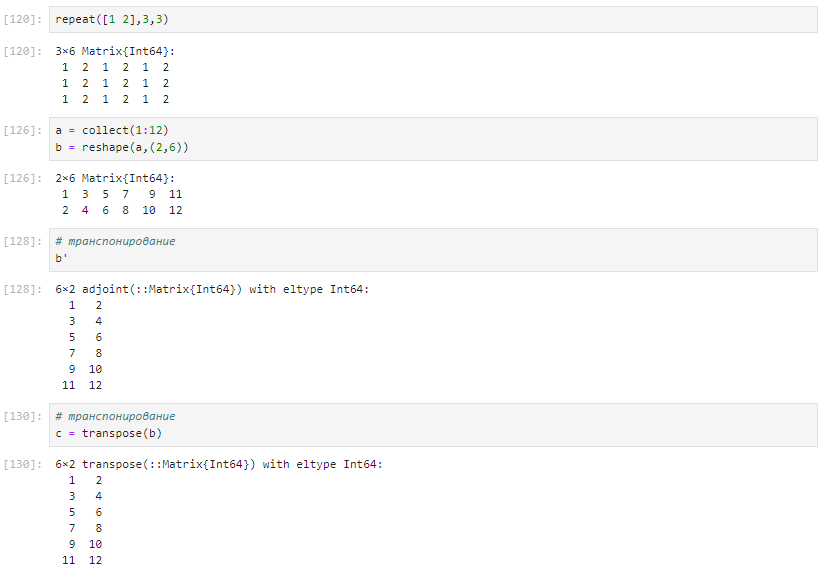 [120]: repeat([1 2],3,3)
[120]: 3×6 Matrix{Int64}:
1 2 1 2 1 2
1 2 1 2 1 2
1 2 1 2 1 2
[126]: a = collect(1:12)
b = reshape(a,(2,6))
[126]: 2×6 Matrix{Int64}:
1 3 5 7 9 11
2 4 6 8 10 12
[128]: # транспонирование
b'
[128]: 6×2 adjoint(::Matrix{Int64}) with eltype Int64:
1 2
3 4
5 6
7 8
9 10
11 12
[130]: # транспонирование
c = transpose(b)
[130]: 6×2 transpose(::Matrix{Int64}) with eltype Int64:
1 2
3 4
5 6
7 8
9 10
11 12